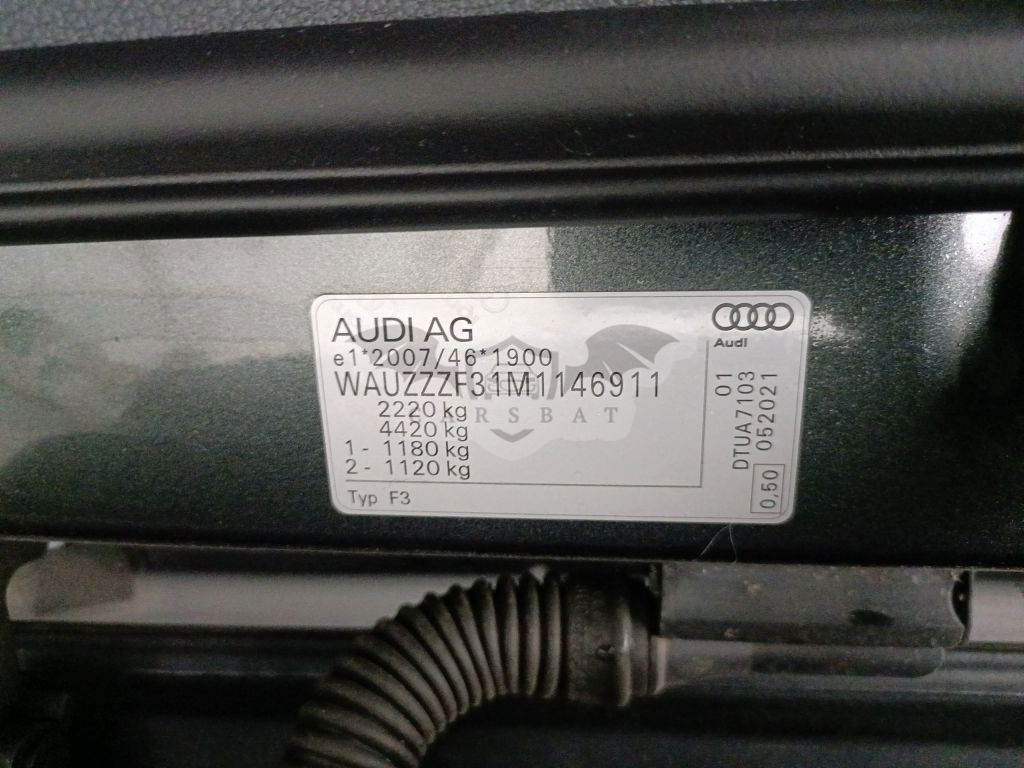 AUDI AG
e1*2007/46*1900
WAUZZZF31M1146911
2220 kg
4420 kg
1 - 1180 kg
2 - 1120 kg
Typ F3
Audi
01
DTUA7103
052021
0,50
ARSBAT